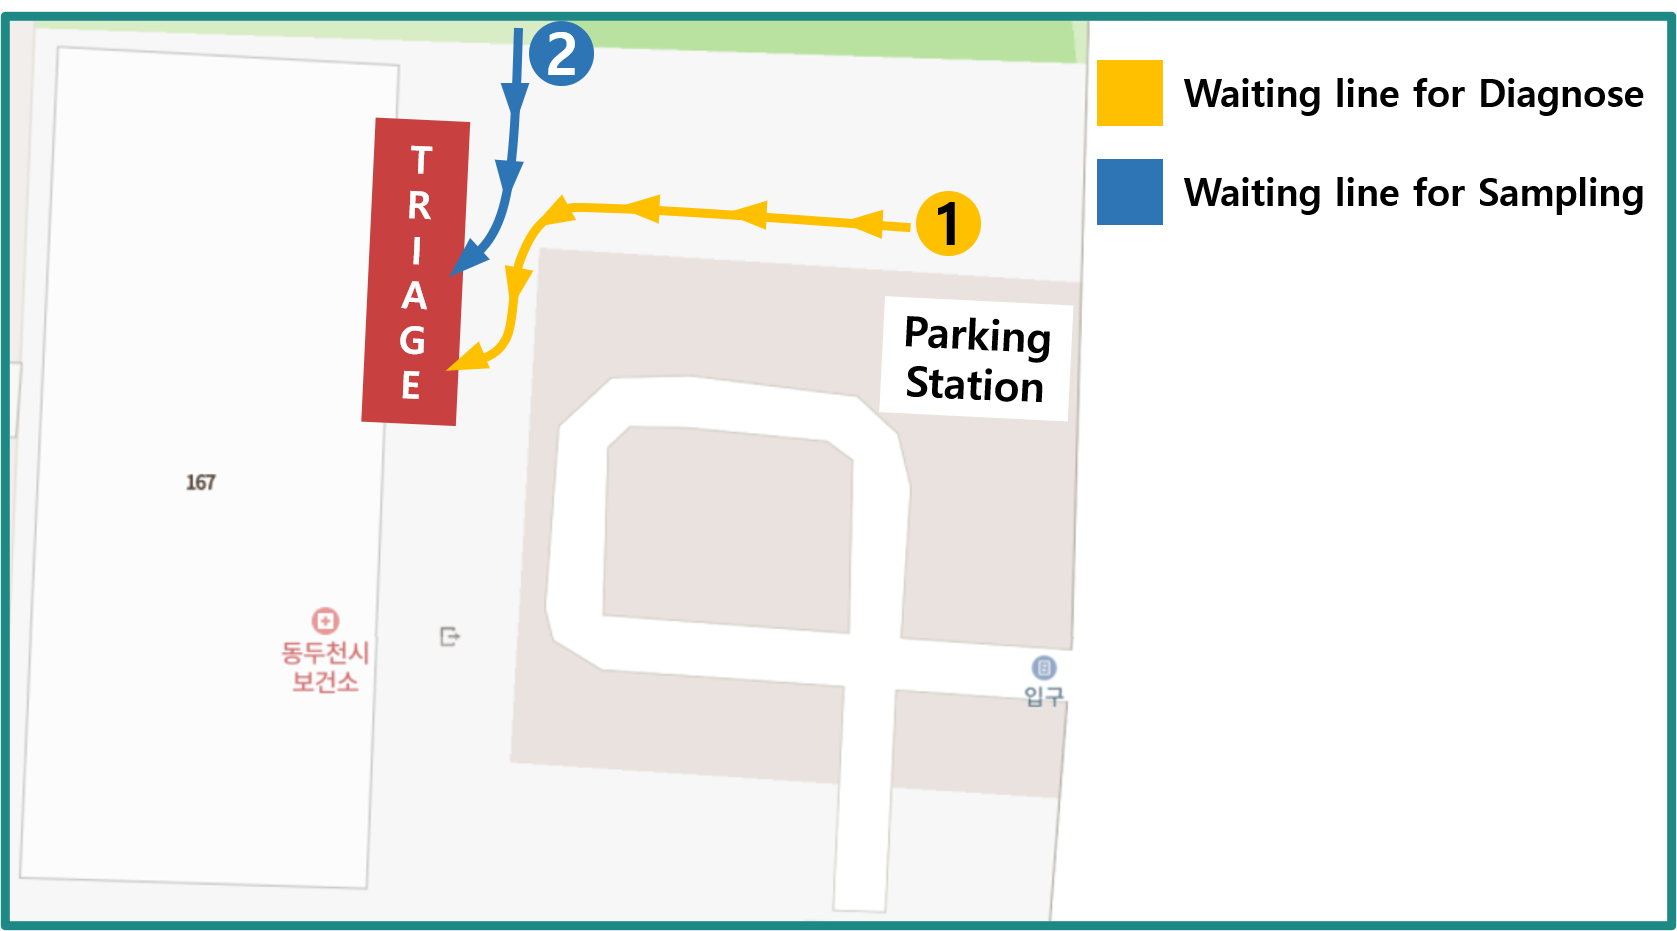 2
Waiting line for Diagnose
Waiting line for Sampling
TRIAGE
1
Parking
Station
167
동두천시
보건소
입구